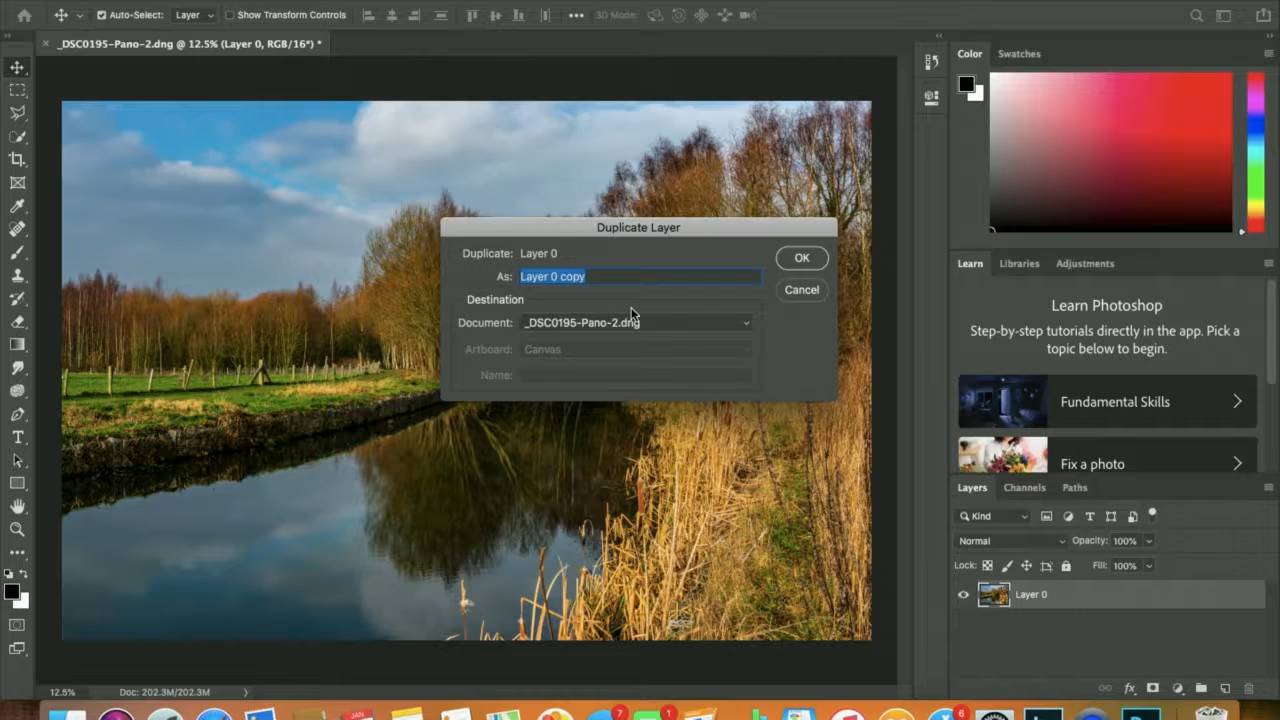 Auto-Select: Layer Show Transform Controls ••• 3D Mode:
_DSC0195-Pano-2.dng @ 12.5% (Layer 0, RGB/16*) *
Color Swatches
Duplicate Layer
Duplicate: Layer 0 OK
As: Layer 0 copy
Cancel
Destination
Document: _DSC0195-Pano-2.dng
Artboard: Canvas
Name:
Learn Libraries Adjustments
Learn Photoshop
Step-by-step tutorials directly in the app. Pick a
topic below to begin.
Fundamental Skills
Fix a photo
Layers Channels Paths
Kind
Normal Opacity: 100%
Lock: Fill: 100%
Layer 0
12.5% Doc: 202.3M/202.3M
JAN 7 1 6